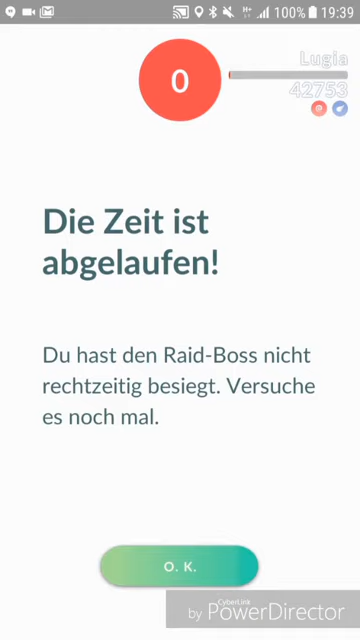 H+
100% 19:39
0
Lugia
42753
Die Zeit ist
abgelaufen!
Du hast den Raid-Boss nicht
rechtzeitig besiegt. Versuche
es noch mal.
O. K.
CyberLink
by PowerDirector